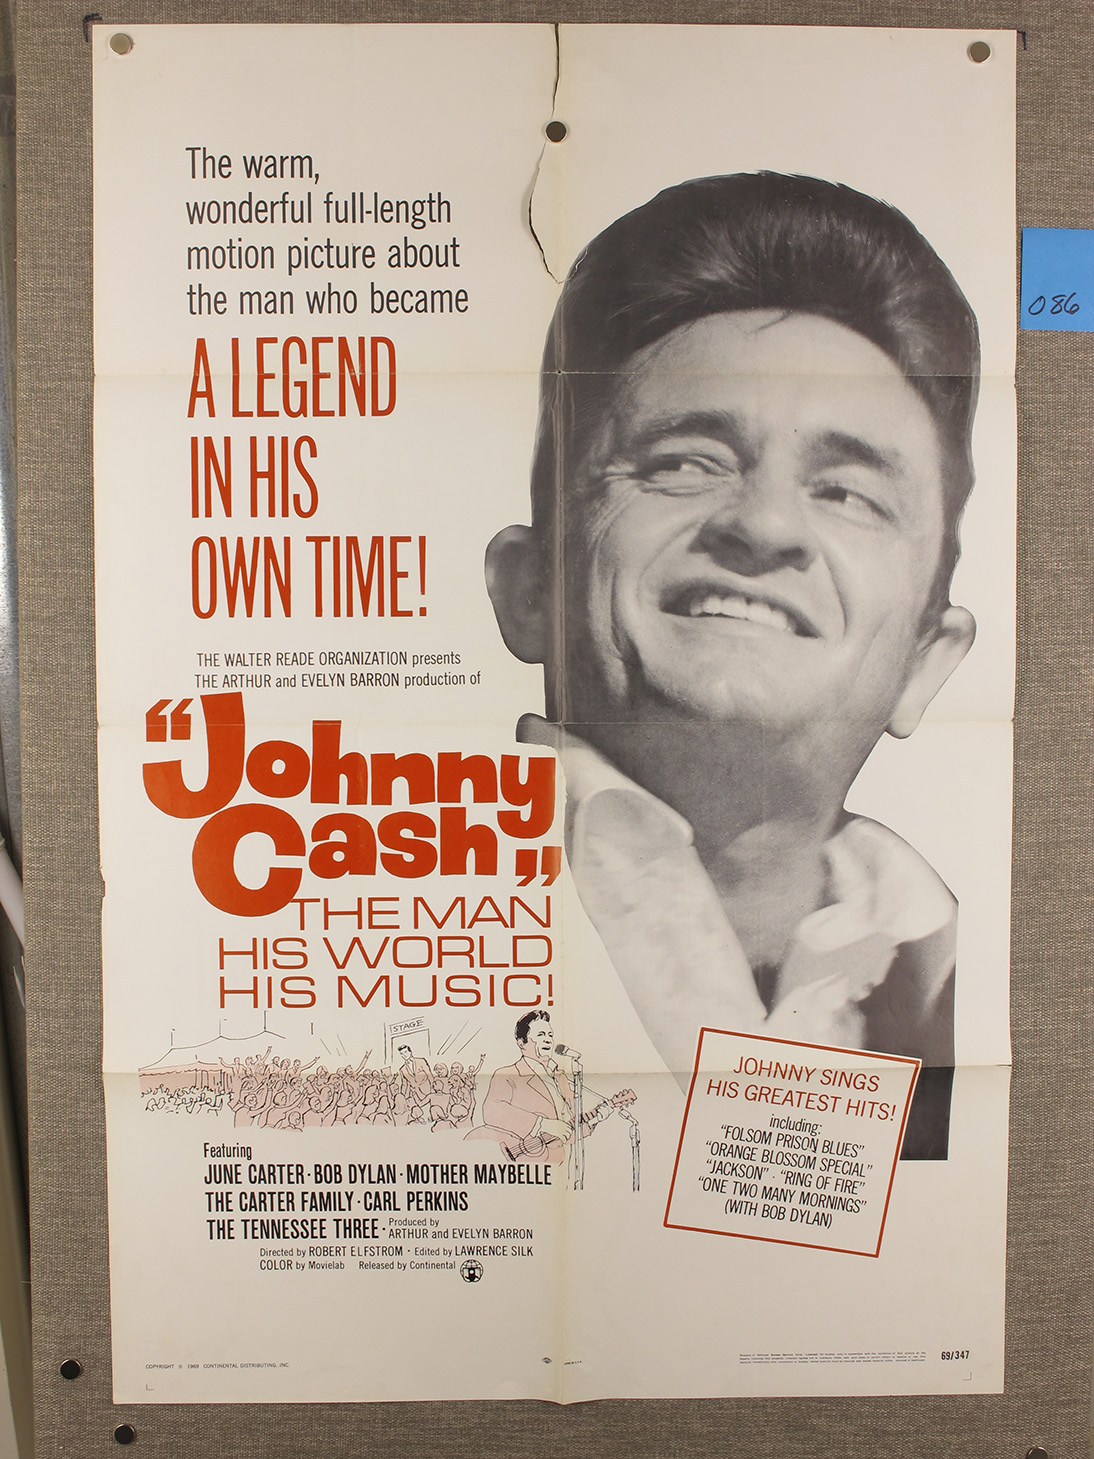 The warm,
wonderful full-length
motion picture about
the man who became
A LEGEND
IN HIS
OWN TIME!
THE WALTER READE ORGANIZATION presents
THE ARTHUR and EVELYN BARRON production of
“Johnny
Cash”
THE MAN
HIS WORLD
HIS MUSIC!
STAGE
Featuring
JUNE CARTER · BOB DYLAN · MOTHER MAYBELLE
THE CARTER FAMILY · CARL PERKINS
THE TENNESSEE THREE · Produced by
ARTHUR and EVELYN BARRON
Directed by ROBERT ELFSTROM · Edited by LAWRENCE SILK
COLOR by Movielab Released by Continental
JOHNNY SINGS
HIS GREATEST HITS!
including:
“FOLSOM PRISON BLUES”
“ORANGE BLOSSOM SPECIAL”
“JACKSON” · “RING OF FIRE”
“ONE TWO MANY MORNINGS”
(WITH BOB DYLAN)
COPYRIGHT © 1969 CONTINENTAL DISTRIBUTING, INC.
69/347
086